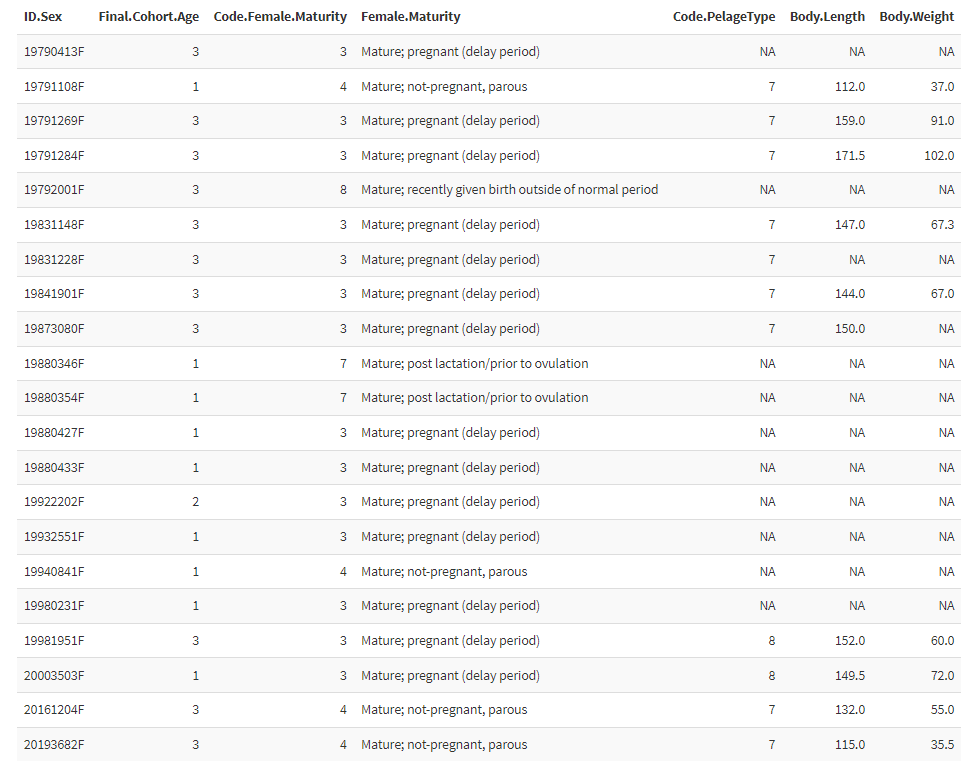 ID.Sex Final.Cohort.Age Code.Female.Maturity Female.Maturity Code.PelageType Body.Length Body.Weight
19790413F 3 3 Mature; pregnant (delay period) NA NA NA
19791108F 1 4 Mature; not-pregnant, parous 7 112.0 37.0
19791269F 3 3 Mature; pregnant (delay period) 7 159.0 91.0
19791284F 3 3 Mature; pregnant (delay period) 7 171.5 102.0
19792001F 3 8 Mature; recently given birth outside of normal period NA NA NA
19831148F 3 3 Mature; pregnant (delay period) 7 147.0 67.3
19831228F 3 3 Mature; pregnant (delay period) 7 NA NA
19841901F 3 3 Mature; pregnant (delay period) 7 144.0 67.0
19873080F 3 3 Mature; pregnant (delay period) 7 150.0 NA
19880346F 1 7 Mature; post lactation/prior to ovulation NA NA NA
19880354F 1 7 Mature; post lactation/prior to ovulation NA NA NA
19880427F 1 3 Mature; pregnant (delay period) NA NA NA
19880433F 1 3 Mature; pregnant (delay period) NA NA NA
19922202F 2 3 Mature; pregnant (delay period) NA NA NA
19932551F 1 3 Mature; pregnant (delay period) NA NA NA
19940841F 1 4 Mature; not-pregnant, parous NA NA NA
19980231F 1 3 Mature; pregnant (delay period) NA NA NA
19981951F 3 3 Mature; pregnant (delay period) 8 152.0 60.0
20003503F 1 3 Mature; pregnant (delay period) 8 149.5 72.0
20161204F 3 4 Mature; not-pregnant, parous 7 132.0 55.0
20193682F 3 4 Mature; not-pregnant, parous 7 115.0 35.5